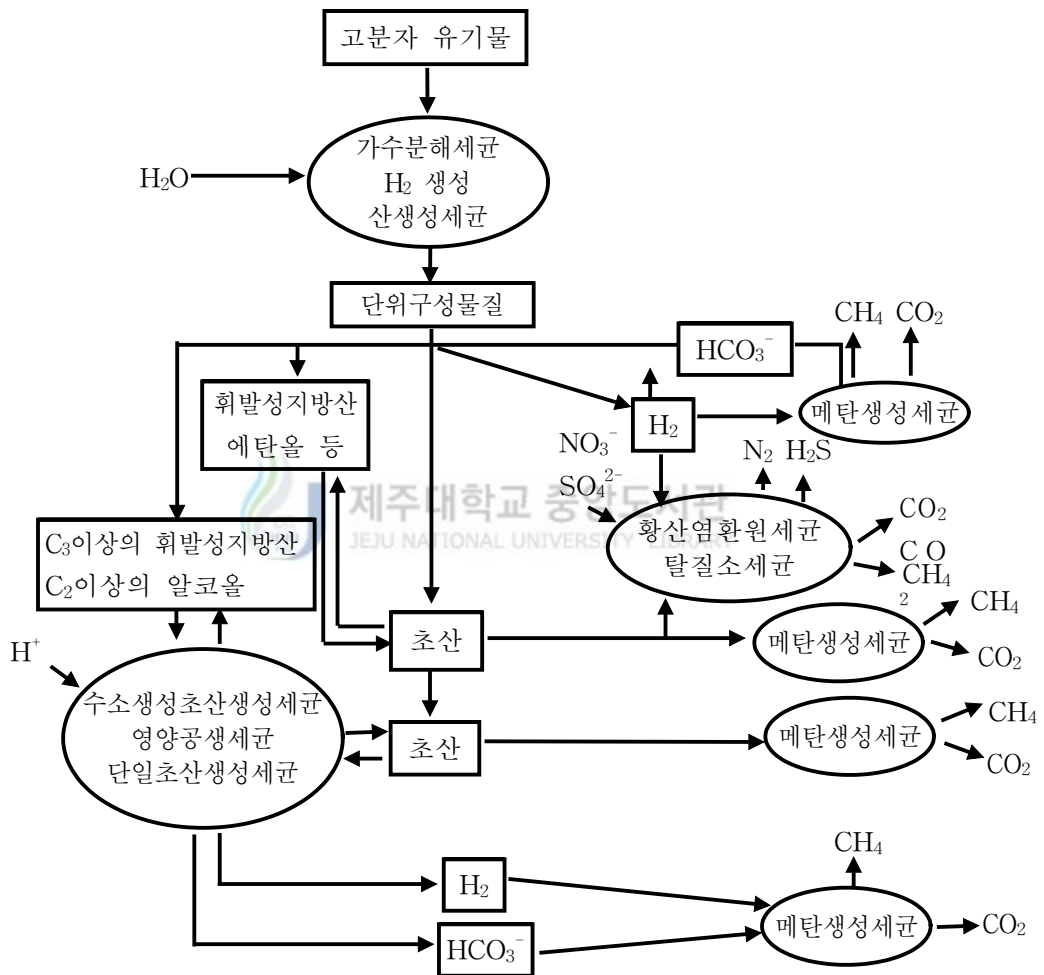 고분자 유기물
가수분해세균
H₂O
H₂ 생성
산생성세균
단위구성물질
CH₄ CO₂
HCO₃⁻
휘발성지방산
에탄올 등
H₂
메탄생성세균
NO₃⁻
SO₄²⁻
N₂ H₂S
제주대학교 중앙도서관
JEJU NATIONAL UNIVERSITY LIBRARY
황산염환원세균
탈질소세균
CO₂
C O
CH₄
2
C₃이상의 휘발성지방산
C₂이상의 알코올
초산
메탄생성세균
CH₄
CO₂
H⁺
수소생성초산생성세균
영양공생세균
단일초산생성세균
초산
메탄생성세균
CH₄
CO₂
H₂
HCO₃⁻
CH₄
메탄생성세균
CO₂